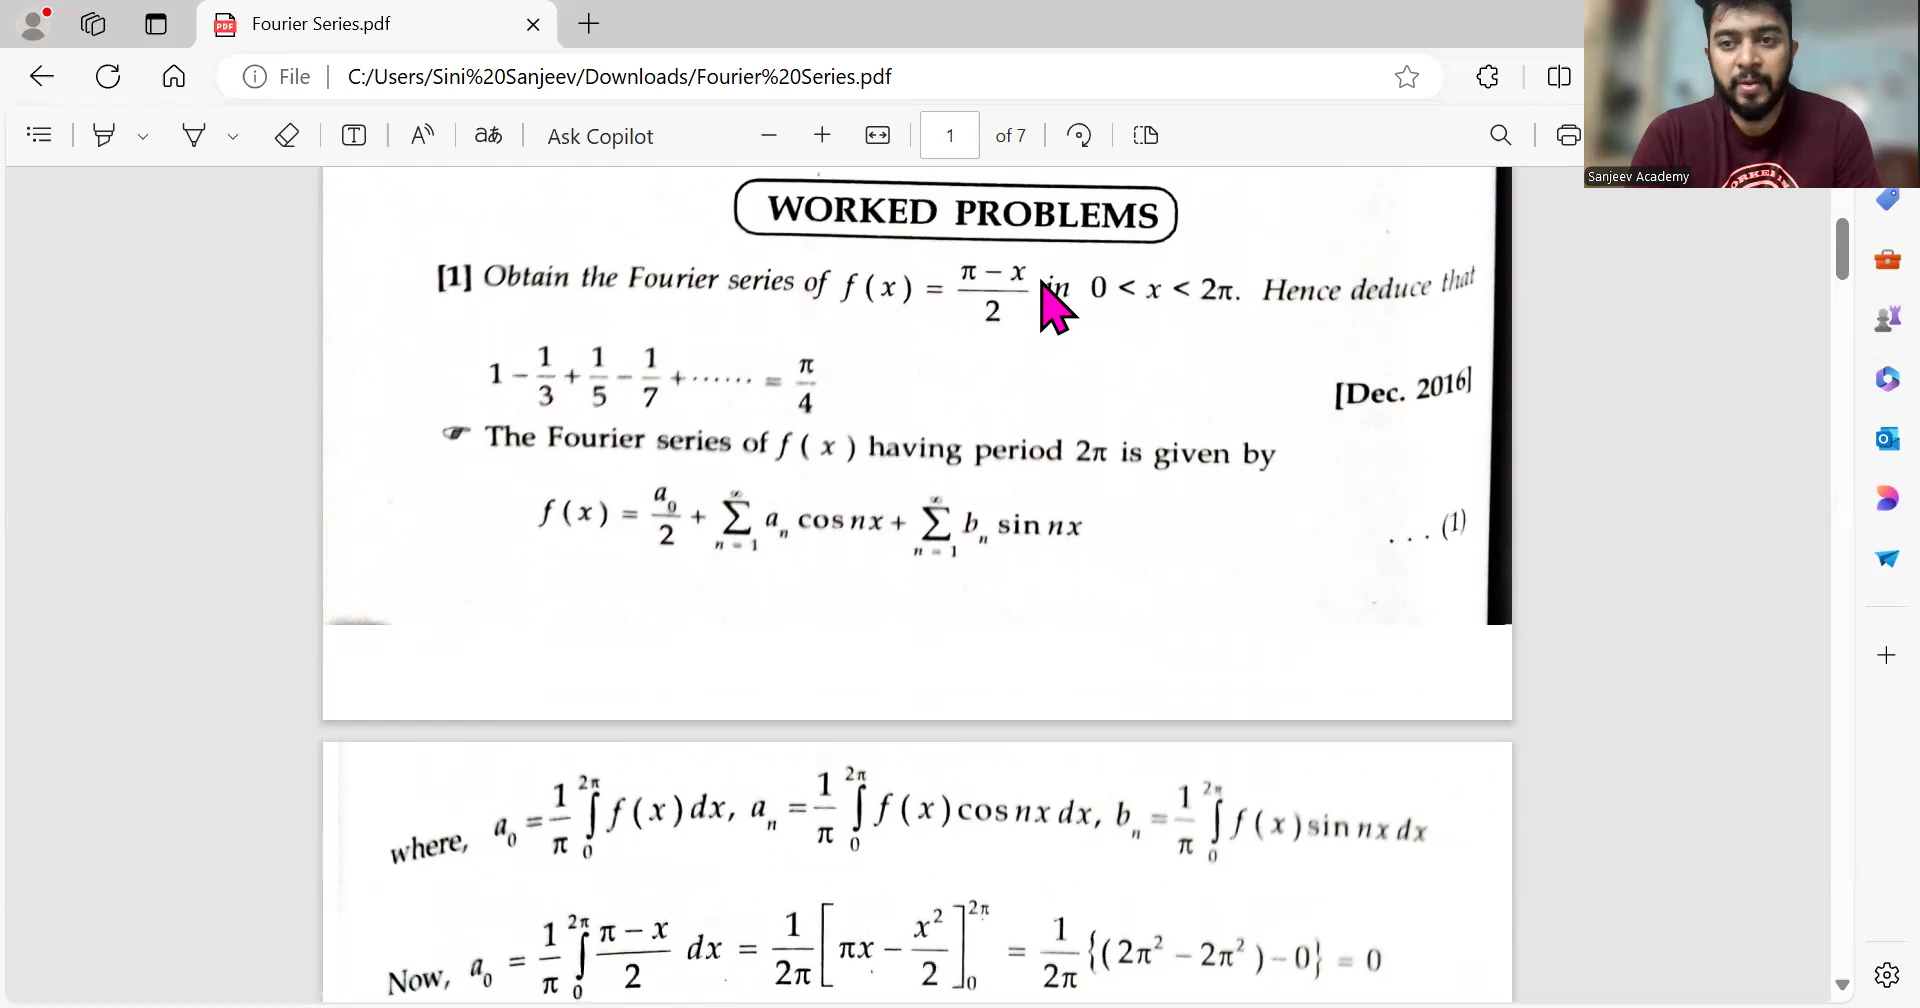 Fourier Series.pdf
File | C:/Users/Sini%20Sanjeev/Downloads/Fourier%20Series.pdf
aあ Ask Copilot 1 of 7
Sanjeev Academy
WORKED PROBLEMS
[1] Obtain the Fourier series of f(x) = (π − x)/2 in 0 < x < 2π. Hence deduce that
1 − 1/3 + 1/5 − 1/7 + ...... = π/4 [Dec. 2016]
☞ The Fourier series of f(x) having period 2π is given by
f(x) = a₀/2 + ∑_{n=1}^{∞} aₙ cos nx + ∑_{n=1}^{∞} bₙ sin nx ... (1)
where, a₀ = 1/π ∫₀^{2π} f(x) dx, aₙ = 1/π ∫₀^{2π} f(x) cos nx dx, bₙ = 1/π ∫₀^{2π} f(x) sin nx dx
Now, a₀ = 1/π ∫₀^{2π} (π − x)/2 dx = 1/2π [πx − x²/2]₀^{2π} = 1/2π {(2π² − 2π²) − 0} = 0